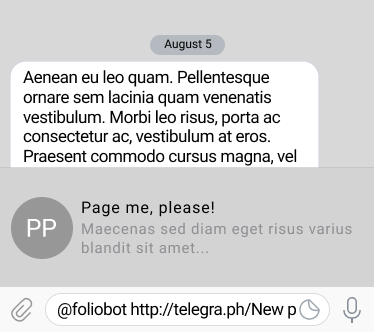 August 5
Aenean eu leo quam. Pellentesque
ornare sem lacinia quam venenatis
vestibulum. Morbi leo risus, porta ac
consectetur ac, vestibulum at eros.
Praesent commodo cursus magna, vel
PP
Page me, please!
Maecenas sed diam eget risus varius
blandit sit amet...
@foliobot http://telegra.ph/New p